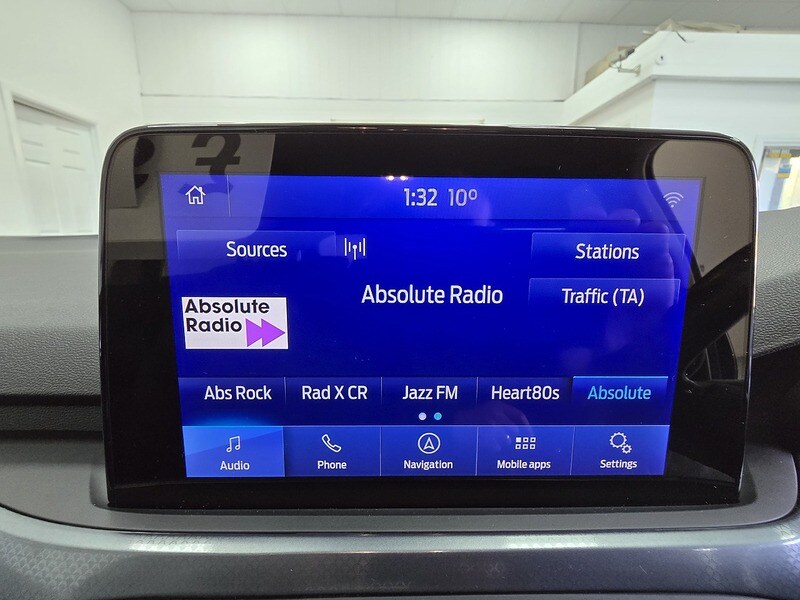 1:32 10º
Sources
Stations
Absolute Radio
Traffic (TA)
Absolute
Radio
Abs Rock
Rad X CR
Jazz FM
Heart80s
Absolute
Audio
Phone
Navigation
Mobile apps
Settings